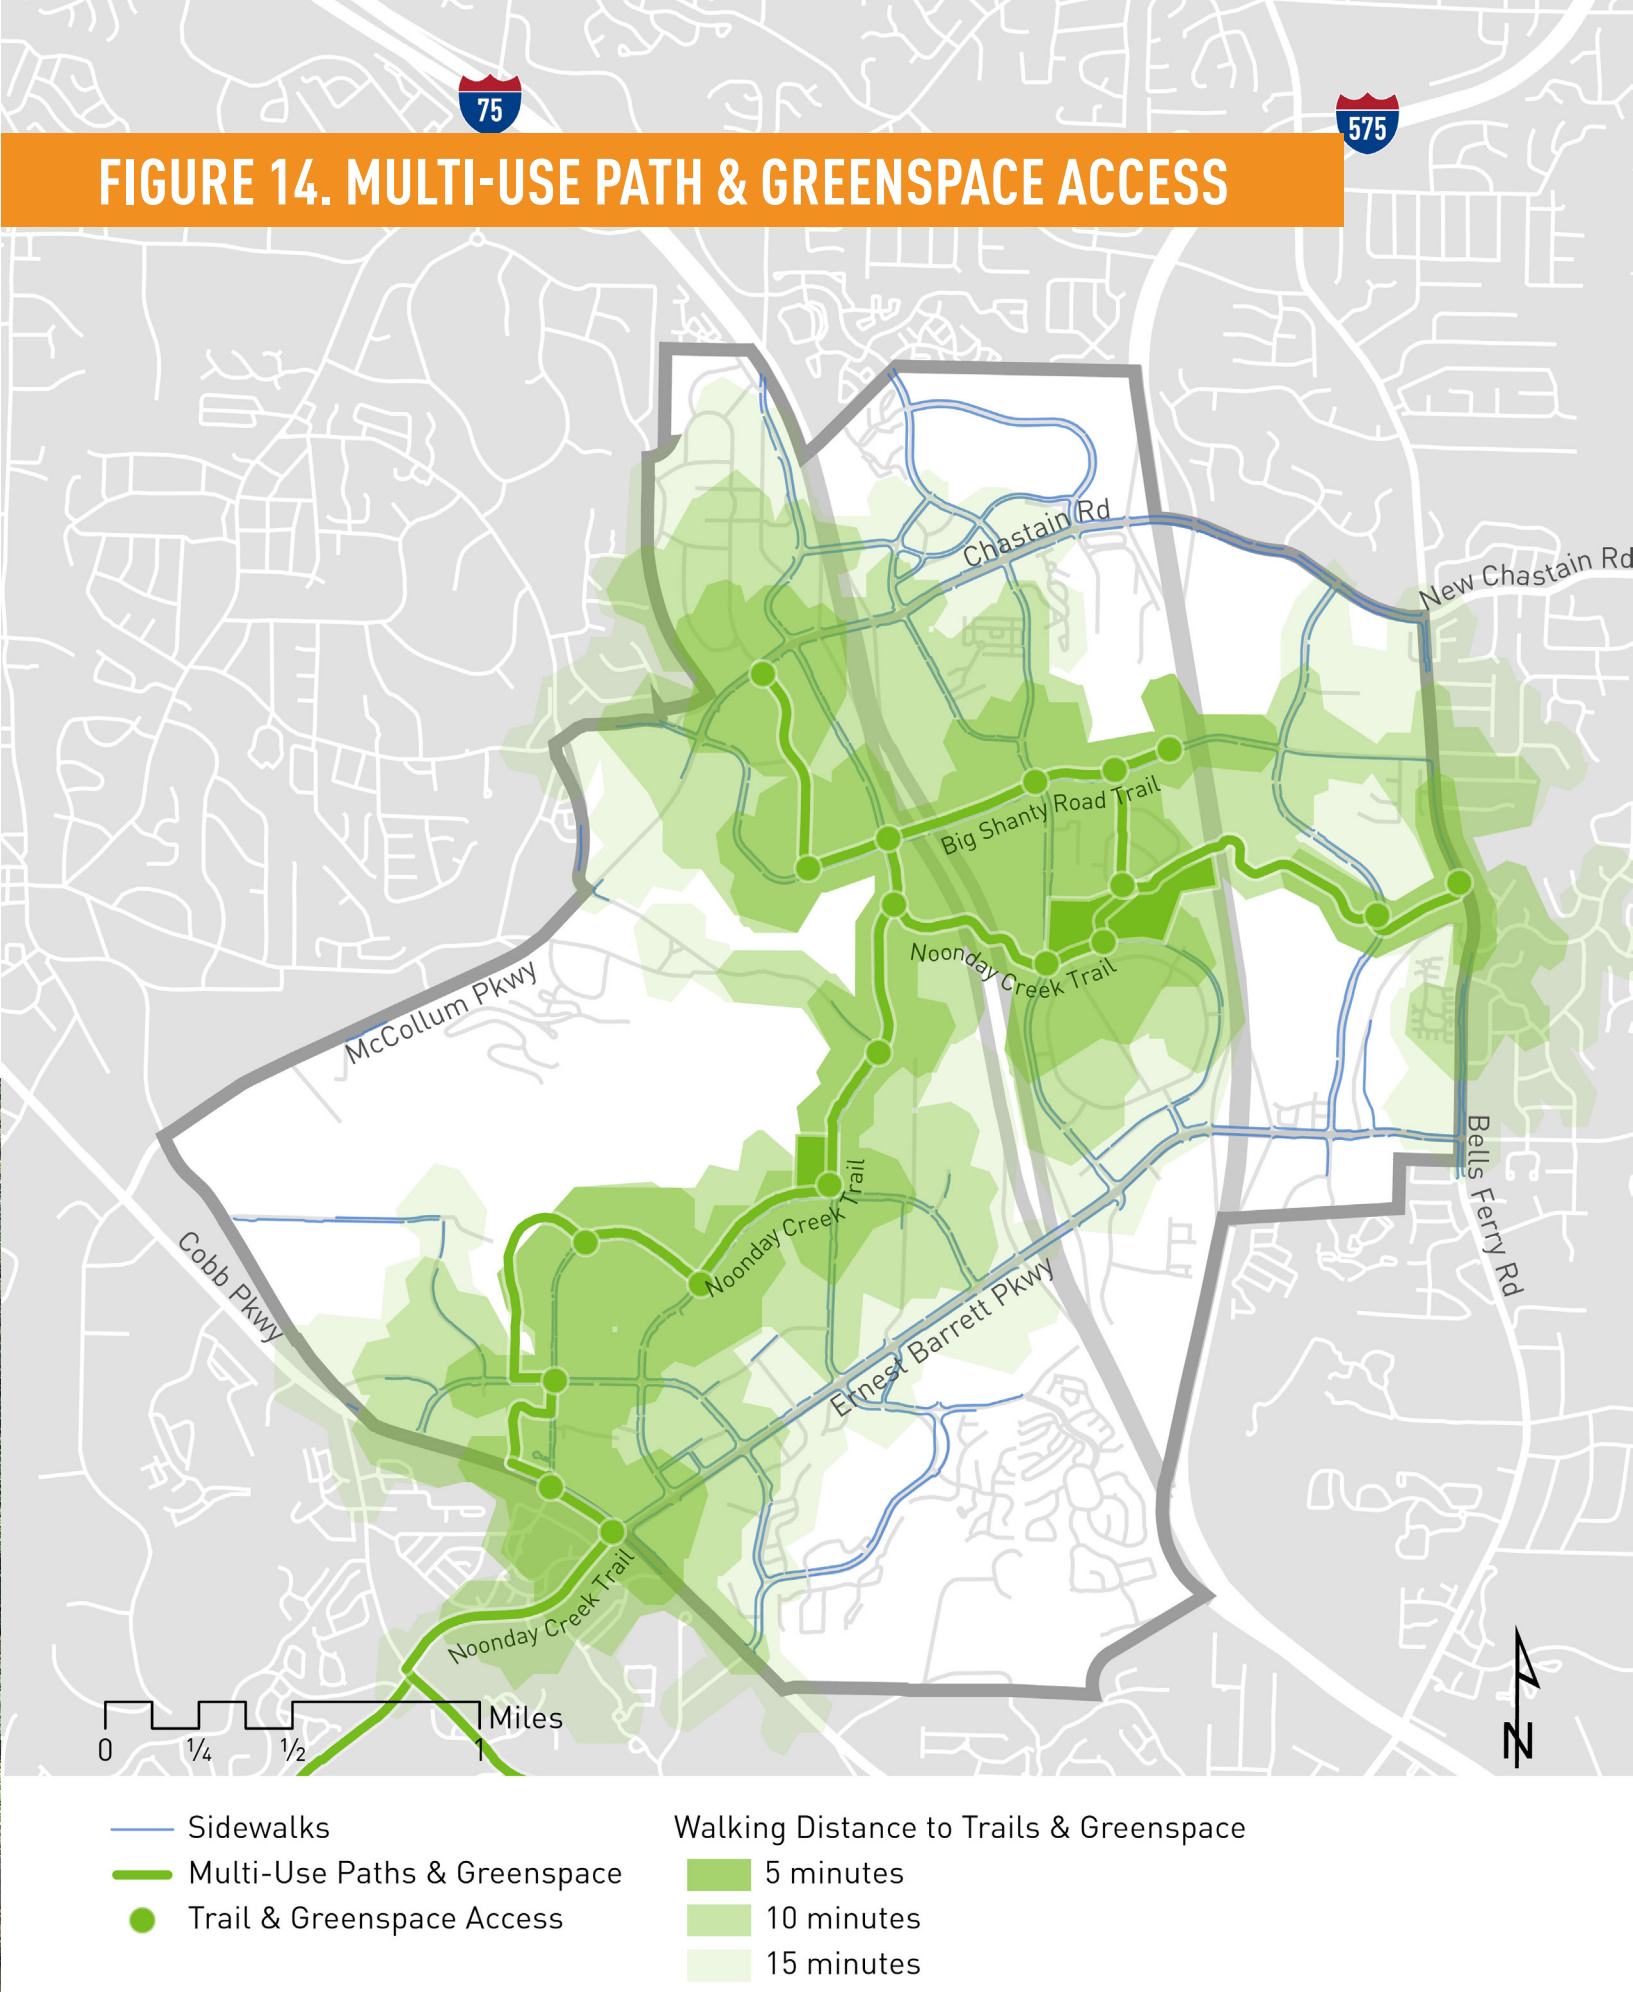 75
575
FIGURE 14. MULTI-USE PATH & GREENSPACE ACCESS
Chastain Rd
New Chastain Rd
Big Shanty Road Trail
Noonday Creek Trail
McCollum Pkwy
Noonday Creek Trail
Bells Ferry Rd
Cobb Pkwy
Ernest Barrett Pkwy
Noonday Creek Trail
Miles
0 ¼ ½ 1
N
Sidewalks
Multi-Use Paths & Greenspace
Trail & Greenspace Access
Walking Distance to Trails & Greenspace
5 minutes
10 minutes
15 minutes